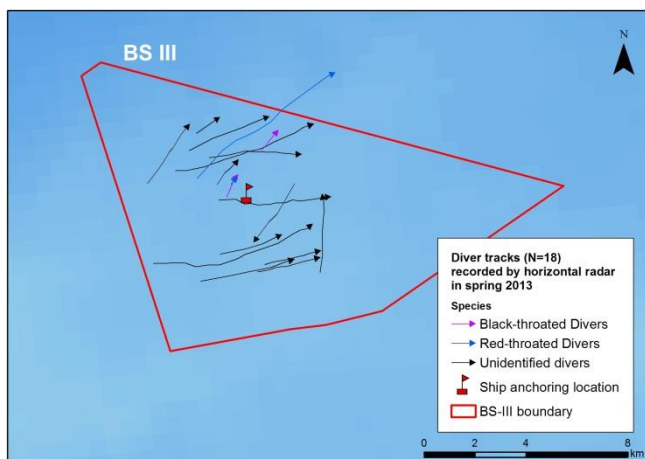 BS III
N
Diver tracks (N=18)
recorded by horizontal radar
in spring 2013
Species
Black-throated Divers
Red-throated Divers
Unidentified divers
Ship anchoring location
BS-III boundary
0 2 4 8
km